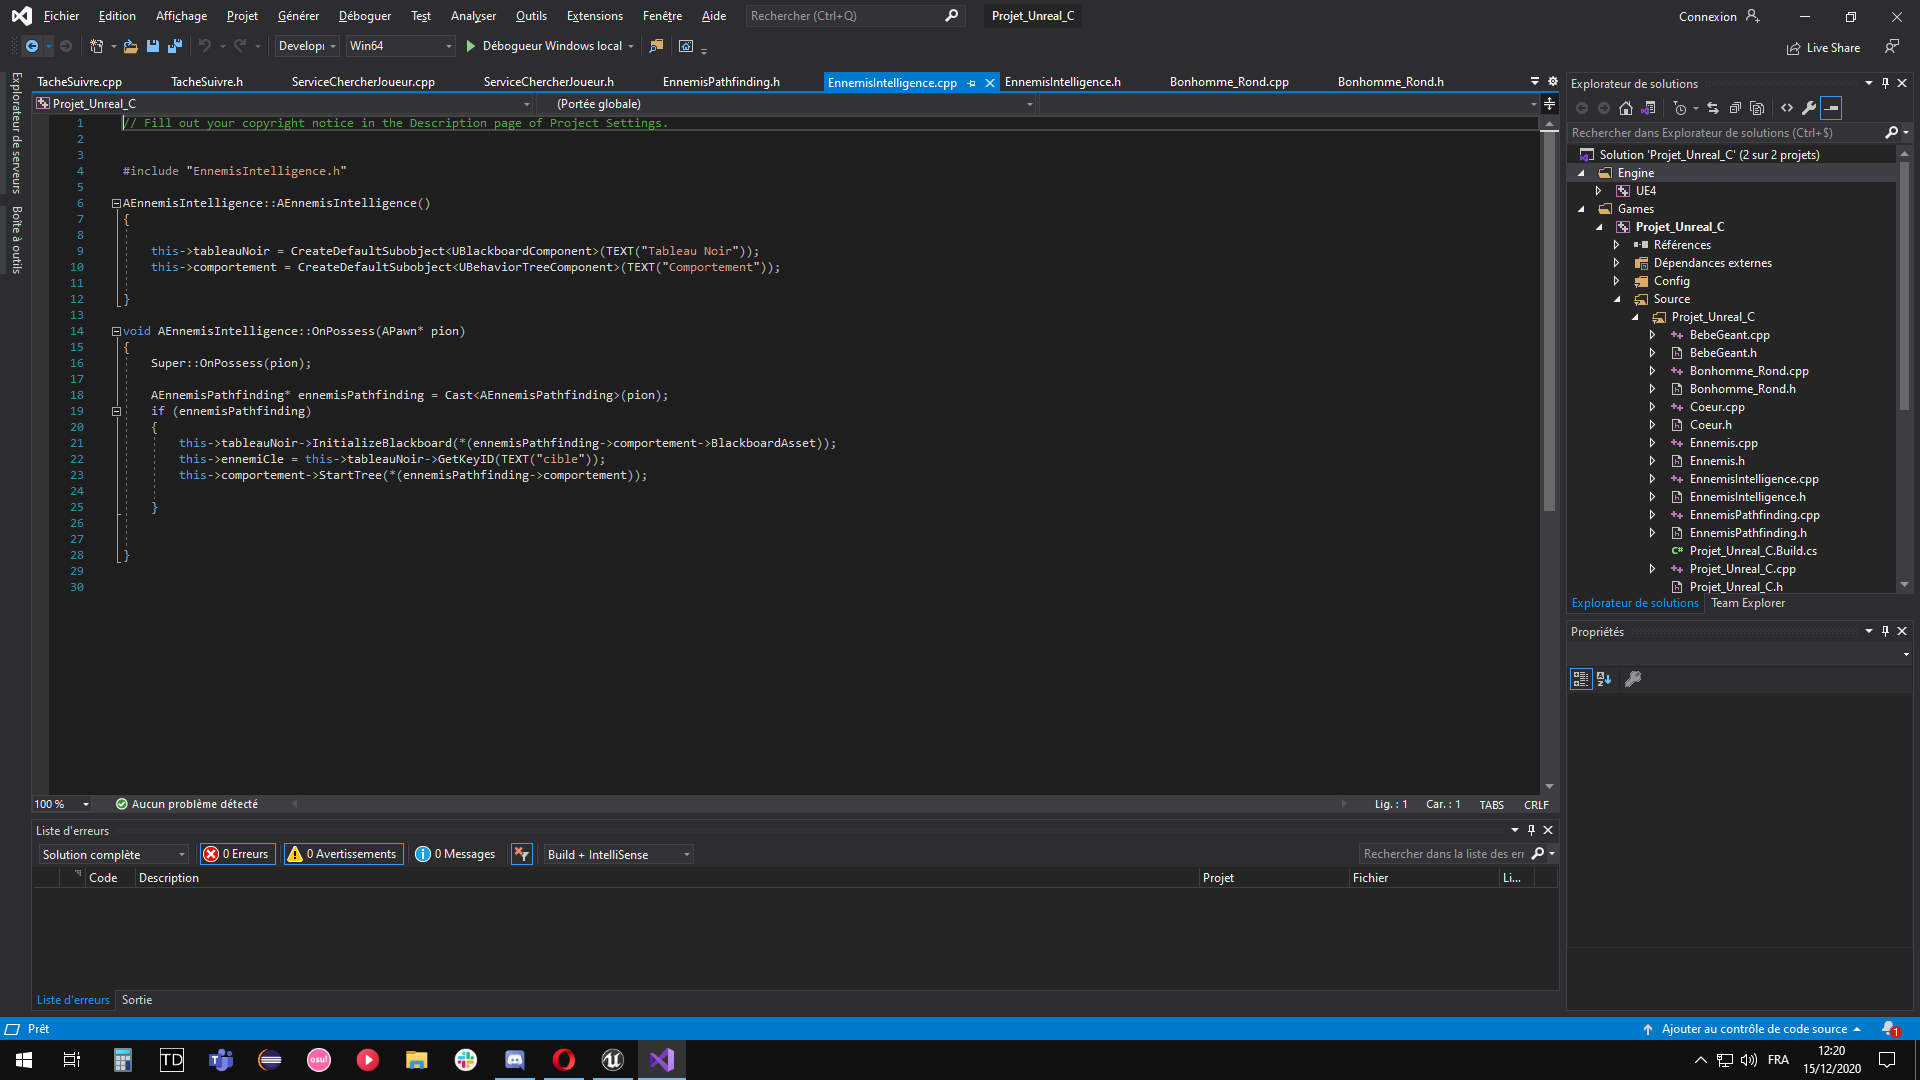 Fichier Edition Affichage Projet Générer Déboguer Test Analyser Outils Extensions Fenêtre Aide Rechercher (Ctrl+Q) Projet_Unreal_C Connexion
Developı Win64 Débogueur Windows local Live Share
Explorateur de serveurs
Boîte à outils
TacheSuivre.cpp TacheSuivre.h ServiceChercherJoueur.cpp ServiceChercherJoueur.h EnnemisPathfinding.h EnnemisIntelligence.cpp EnnemisIntelligence.h Bonhomme_Rond.cpp Bonhomme_Rond.h
Projet_Unreal_C (Portée globale)
1 // Fill out your copyright notice in the Description page of Project Settings.
2
3
4 #include "EnnemisIntelligence.h"
5
6 AEnnemisIntelligence::AEnnemisIntelligence()
7 {
8
9 this->tableauNoir = CreateDefaultSubobject<UBlackboardComponent>(TEXT("Tableau Noir"));
10 this->comportement = CreateDefaultSubobject<UBehaviorTreeComponent>(TEXT("Comportement"));
11
12 }
13
14 void AEnnemisIntelligence::OnPossess(APawn* pion)
15 {
16 Super::OnPossess(pion);
17
18 AEnnemisPathfinding* ennemisPathfinding = Cast<AEnnemisPathfinding>(pion);
19 if (ennemisPathfinding)
20 {
21 this->tableauNoir->InitializeBlackboard(*(ennemisPathfinding->comportement->BlackboardAsset));
22 this->ennemiCle = this->tableauNoir->GetKeyID(TEXT("cible"));
23 this->comportement->StartTree(*(ennemisPathfinding->comportement));
24
25 }
26
27
28 }
29
30
100 % Aucun problème détecté Lig. : 1 Car. : 1 TABS CRLF
Liste d'erreurs
Solution complète 0 Erreurs 0 Avertissements 0 Messages Build + IntelliSense Rechercher dans la liste des err
Code Description Projet Fichier Li...
Liste d'erreurs Sortie
Explorateur de solutions
Rechercher dans Explorateur de solutions (Ctrl+$)
Solution 'Projet_Unreal_C' (2 sur 2 projets)
Engine
UE4
Games
Projet_Unreal_C
Références
Dépendances externes
Config
Source
Projet_Unreal_C
BebeGeant.cpp
BebeGeant.h
Bonhomme_Rond.cpp
Bonhomme_Rond.h
Coeur.cpp
Coeur.h
Ennemis.cpp
Ennemis.h
EnnemisIntelligence.cpp
EnnemisIntelligence.h
EnnemisPathfinding.cpp
EnnemisPathfinding.h
C# Projet_Unreal_C.Build.cs
Projet_Unreal_C.cpp
Projet_Unreal_C.h
Explorateur de solutions Team Explorer
Propriétés
Prêt Ajouter au contrôle de code source 1
TD osu! FRA 12:20
15/12/2020